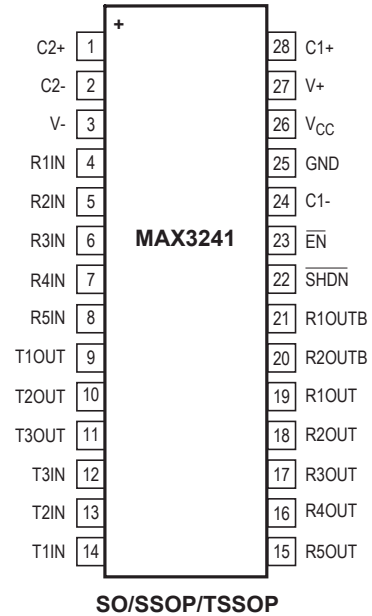 +
C2+ 1 28 C1+
C2- 2 27 V+
V- 3 26 VCC
R1IN 4 25 GND
R2IN 5 24 C1-
R3IN 6 MAX3241 23 EN
R4IN 7 22 SHDN
R5IN 8 21 R1OUTB
T1OUT 9 20 R2OUTB
T2OUT 10 19 R1OUT
T3OUT 11 18 R2OUT
T3IN 12 17 R3OUT
T2IN 13 16 R4OUT
T1IN 14 15 R5OUT
SO/SSOP/TSSOP